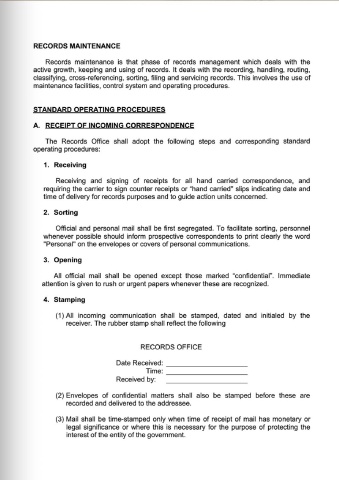 RECORDS MAINTENANCE
Records maintenance is that phase of records management which deals with the
active growth, keeping and using of records. It deals with the recording, handling, routing,
classifying, cross-referencing, sorting, filing and servicing records. This involves the use of
maintenance facilities, control system and operating procedures.
STANDARD OPERATING PROCEDURES
A. RECEIPT OF INCOMING CORRESPONDENCE
The Records Office shall adopt the following steps and corresponding standard
operating procedures:
1. Receiving
Receiving and signing of receipts for all hand carried correspondence, and
requiring the carrier to sign counter receipts or "hand carried" slips indicating date and
time of delivery for records purposes and to guide action units concerned.
2. Sorting
Official and personal mail shall be first segregated. To facilitate sorting, personnel
whenever possible should inform prospective correspondents to print clearly the word
"Personal" on the envelopes or covers of personal communications.
3. Opening
All official mail shall be opened except those marked "confidential". Immediate
attention is given to rush or urgent papers whenever these are recognized.
4. Stamping
(1) All incoming communication shall be stamped, dated and initialed by the
receiver. The rubber stamp shall reflect the following
RECORDS OFFICE
Date Received: ____________________
Time: ____________________
Received by: ____________________
(2) Envelopes of confidential matters shall also be stamped before these are
recorded and delivered to the addressee.
(3) Mail shall be time-stamped only when time of receipt of mail has monetary or
legal significance or where this is necessary for the purpose of protecting the
interest of the entity of the government.